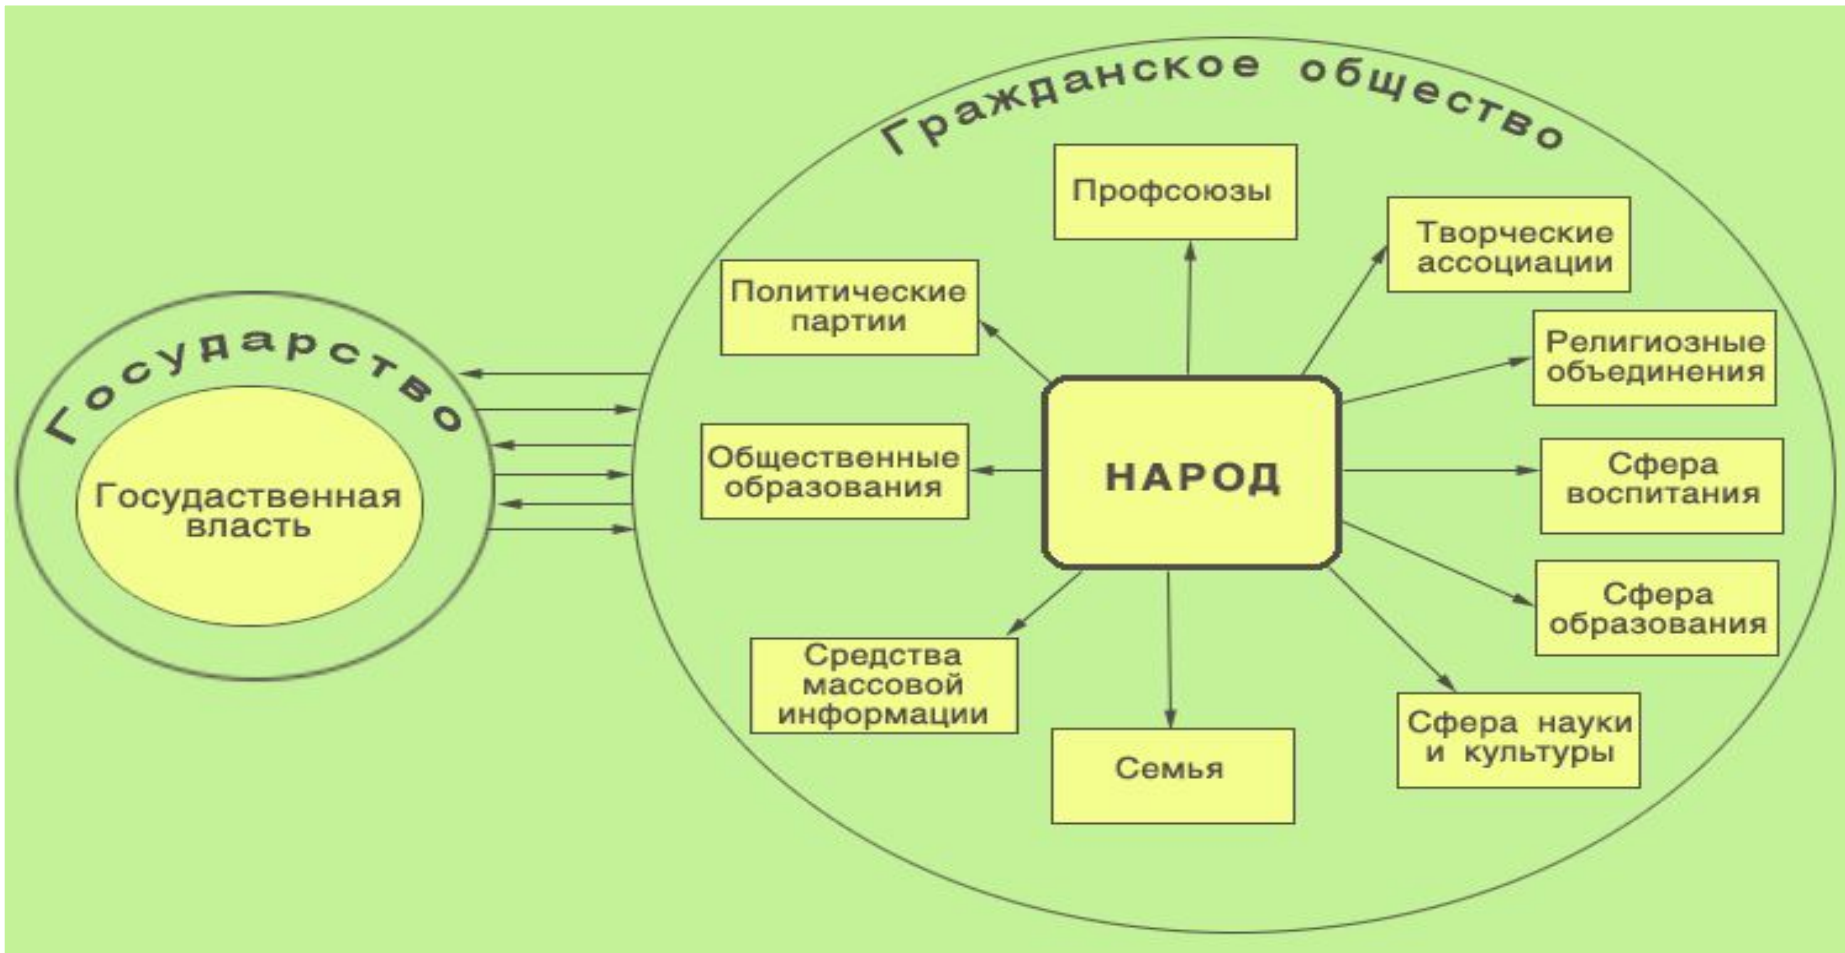 Государство
Государственная
власть
Гражданское общество
Профсоюзы
Творческие
ассоциации
Политические
партии
Религиозные
объединения
Общественные
образования
НАРОД
Сфера
воспитания
Сфера
образования
Средства
массовой
информации
Семья
Сфера науки
и культуры